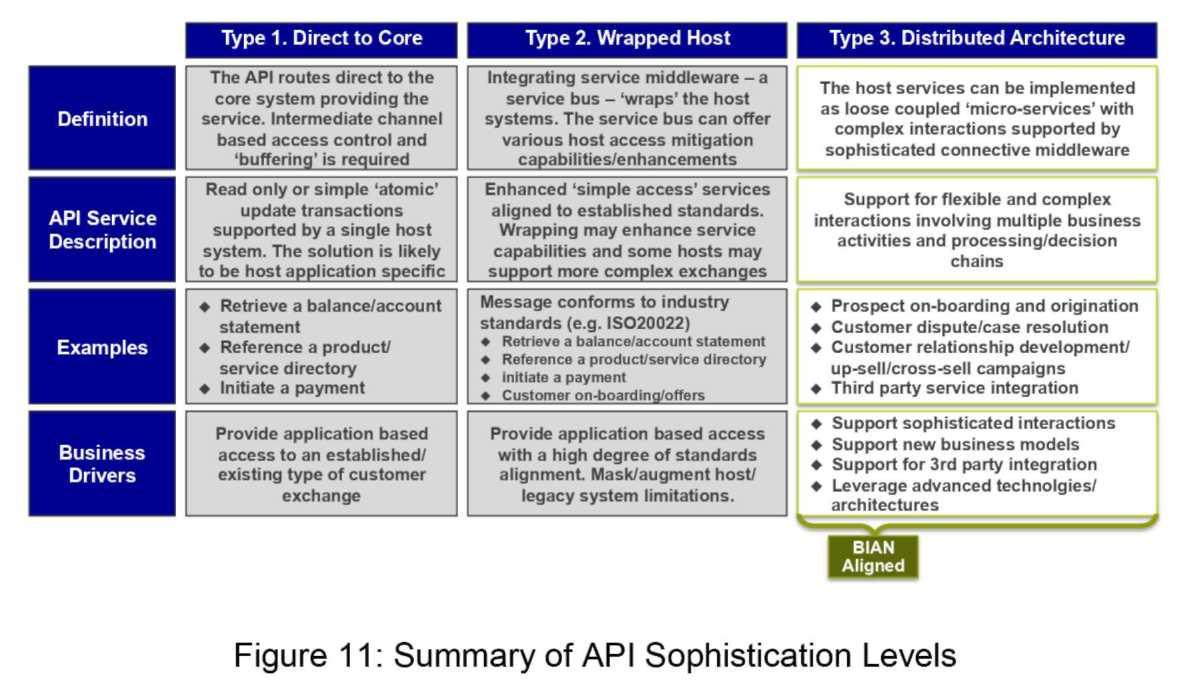 Type 1. Direct to Core
Type 2. Wrapped Host
Type 3. Distributed Architecture
Definition
The API routes direct to the
core system providing the
service. Intermediate channel
based access control and
‘buffering’ is required
Integrating service middleware – a
service bus – ‘wraps’ the host
systems. The service bus can offer
various host access mitigation
capabilities/enhancements
The host services can be implemented
as loose coupled ‘micro-services’ with
complex interactions supported by
sophisticated connective middleware
API Service
Description
Read only or simple ‘atomic’
update transactions
supported by a single host
system. The solution is likely
to be host application specific
Enhanced ‘simple access’ services
aligned to established standards.
Wrapping may enhance service
capabilities and some hosts may
support more complex exchanges
Support for flexible and complex
interactions involving multiple business
activities and processing/decision
chains
Examples
◆ Retrieve a balance/account
statement
◆ Reference a product/
service directory
◆ Initiate a payment
Message conforms to industry
standards (e.g. ISO20022)
◆ Retrieve a balance/account statement
◆ Reference a product/service directory
◆ initiate a payment
◆ Customer on-boarding/offers
◆ Prospect on-boarding and origination
◆ Customer dispute/case resolution
◆ Customer relationship development/
up-sell/cross-sell campaigns
◆ Third party service integration
Business
Drivers
Provide application based
access to an established/
existing type of customer
exchange
Provide application based access
with a high degree of standards
alignment. Mask/augment host/
legacy system limitations.
◆ Support sophisticated interactions
◆ Support new business models
◆ Support for 3rd party integration
◆ Leverage advanced technolgies/
architectures
BIAN
Aligned
Figure 11: Summary of API Sophistication Levels